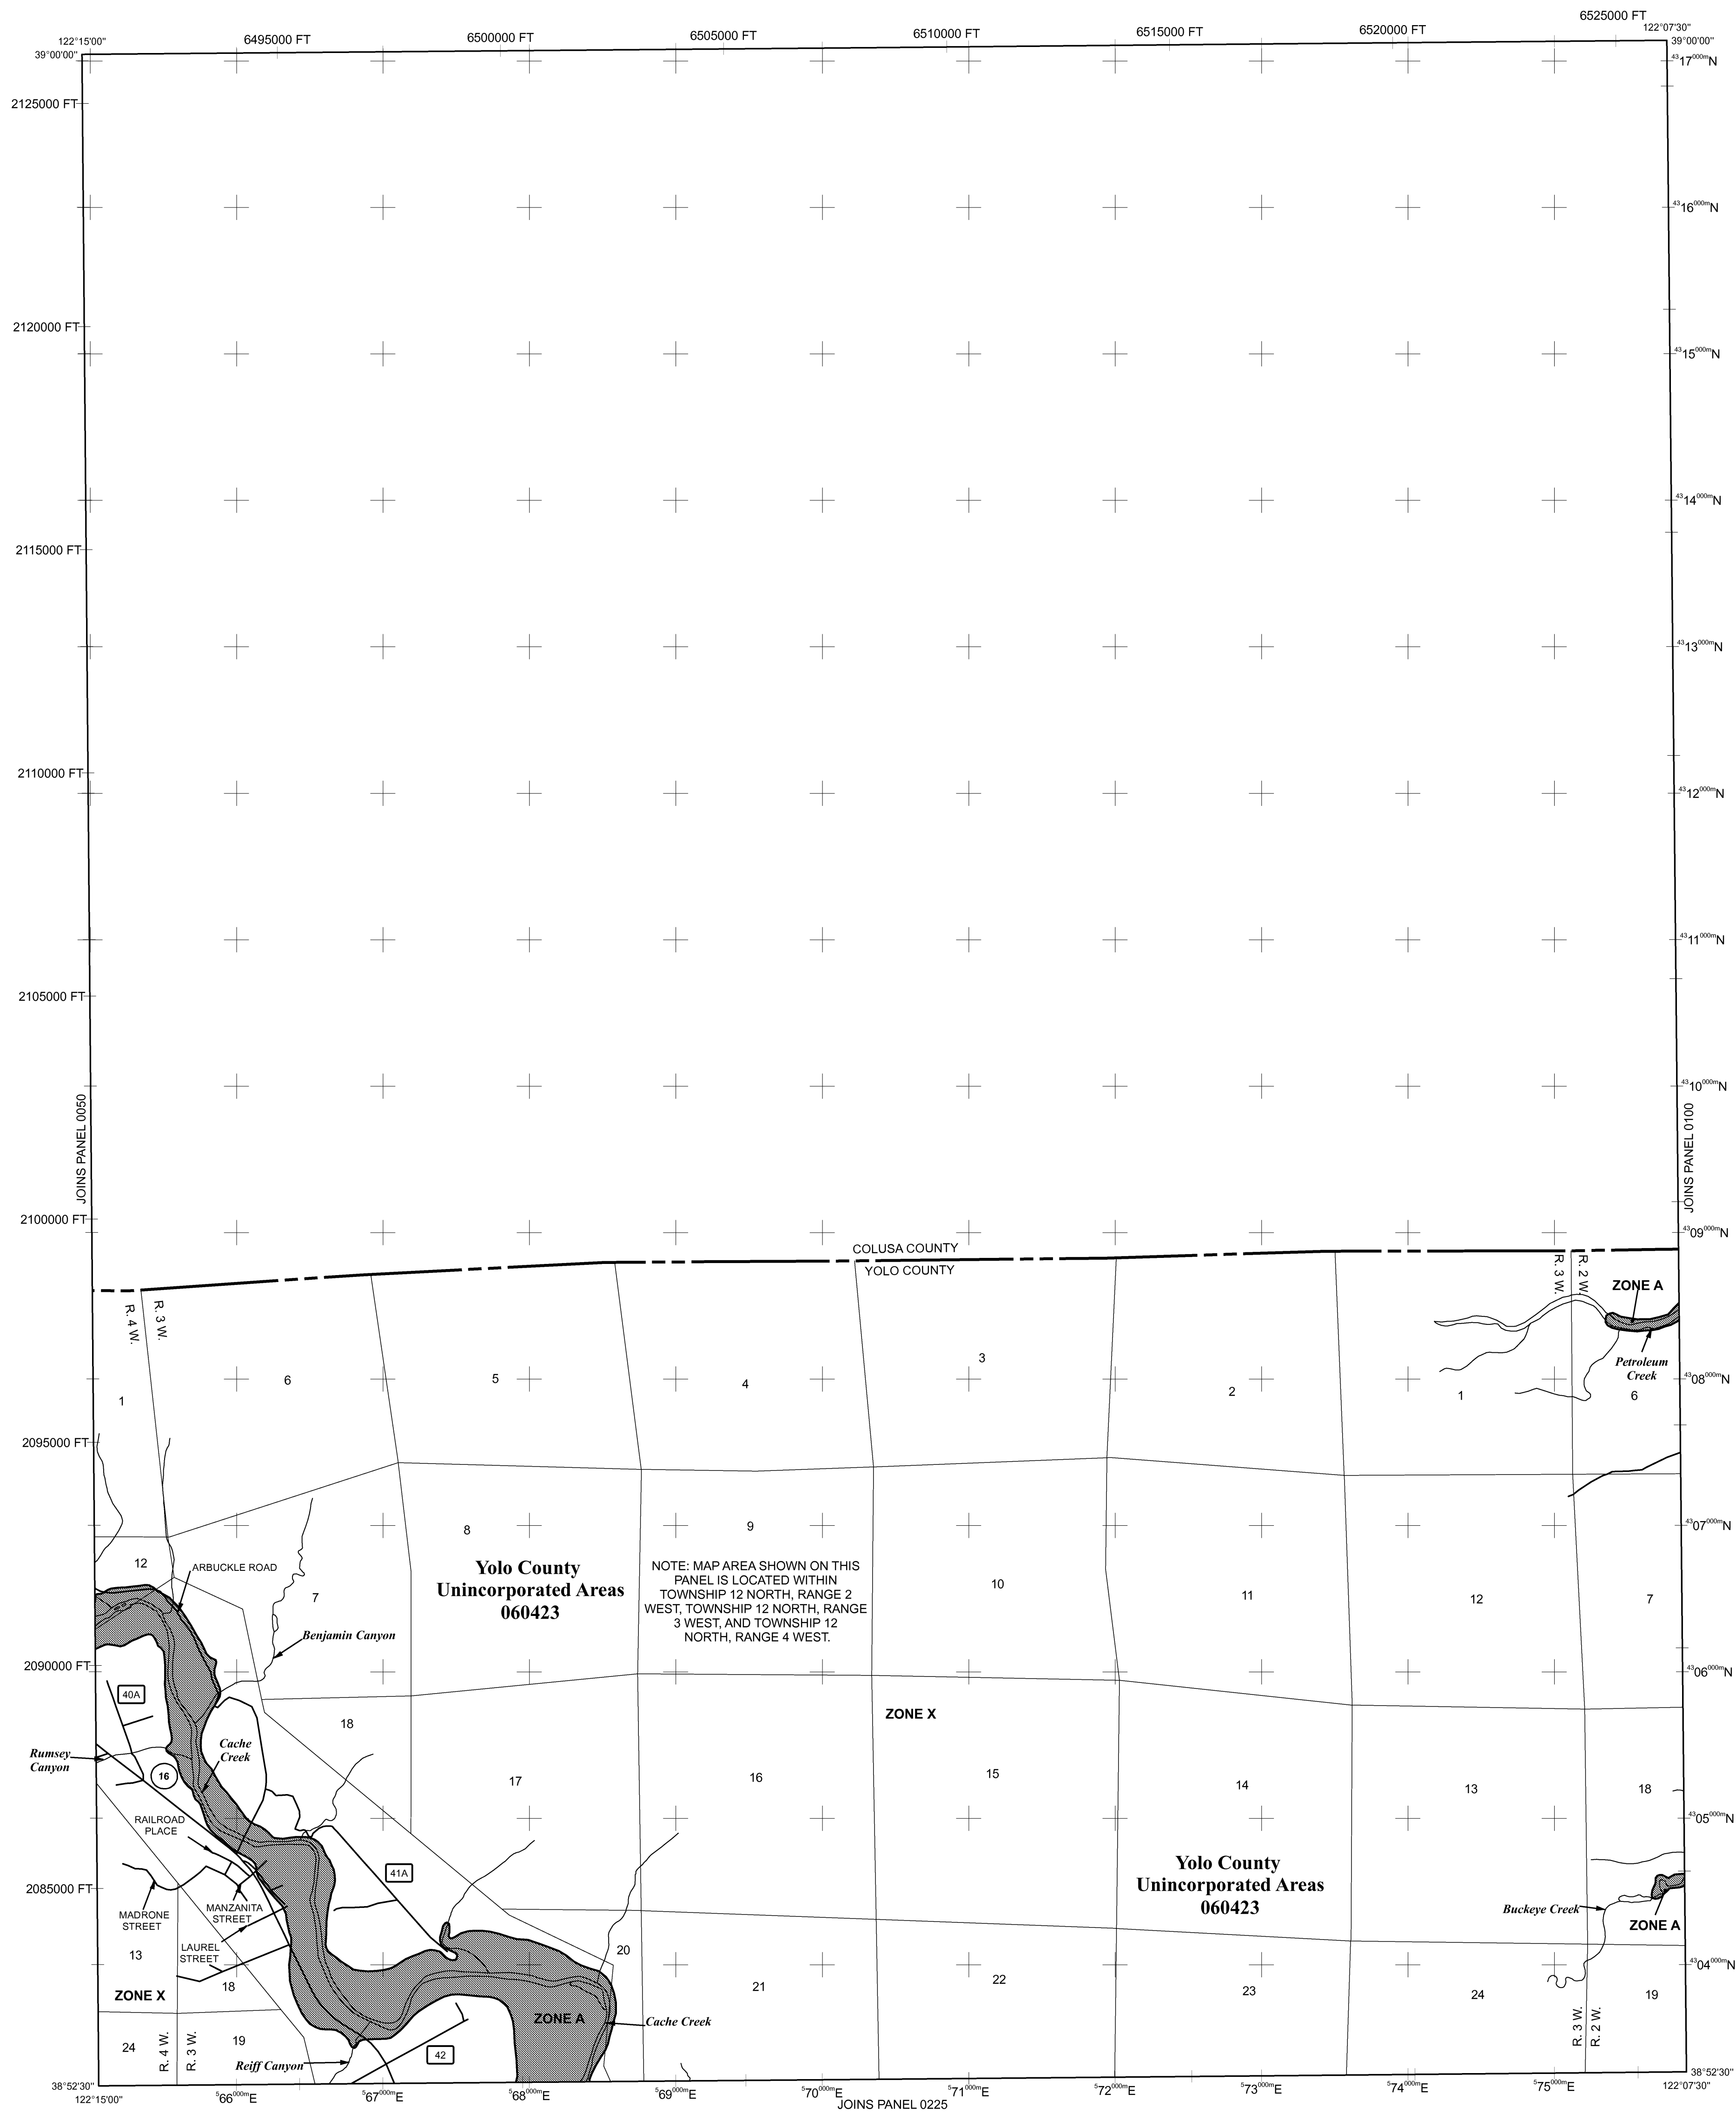 6525000 FT
122°15'00"
6495000 FT
6500000 FT
6505000 FT
6510000 FT
6515000 FT
6520000 FT
122°07'30"
39°00'00"
39°00'00"
4317000mN
2125000 FT
4316000mN
2120000 FT
4315000mN
4314000mN
2115000 FT
4313000mN
2110000 FT
4312000mN
4311000mN
2105000 FT
4310000mN
JOINS PANEL 0050
JOINS PANEL 0100
2100000 FT
4309000mN
COLUSA COUNTY
YOLO COUNTY
R. 4 W.
R. 3 W.
R. 3 W.
R. 2 W.
ZONE A
Petroleum
Creek
1
6
5
4
3
2
1
6
4308000mN
2095000 FT
4307000mN
8
9
12
ARBUCKLE ROAD
7
Yolo County
Unincorporated Areas
060423
NOTE: MAP AREA SHOWN ON THIS
PANEL IS LOCATED WITHIN
TOWNSHIP 12 NORTH, RANGE 2
WEST, TOWNSHIP 12 NORTH, RANGE
3 WEST, AND TOWNSHIP 12
NORTH, RANGE 4 WEST.
10
11
12
7
Benjamin Canyon
2090000 FT
4306000mN
40A
18
ZONE X
Cache
Creek
Rumsey
Canyon
16
17
16
15
14
13
18
RAILROAD
PLACE
4305000mN
41A
Yolo County
Unincorporated Areas
060423
2085000 FT
MADRONE
STREET
MANZANITA
STREET
Buckeye Creek
ZONE A
LAUREL
STREET
13
20
4304000mN
18
ZONE X
21
22
23
24
19
ZONE A
Cache Creek
24
R. 4 W.
R. 3 W.
19
Reiff Canyon
42
R. 3 W.
R. 2 W.
38°52'30"
38°52'30"
122°15'00"
566000mE
567000mE
568000mE
569000mE
570000mE
571000mE
572000mE
573000mE
574000mE
575000mE
122°07'30"
JOINS PANEL 0225